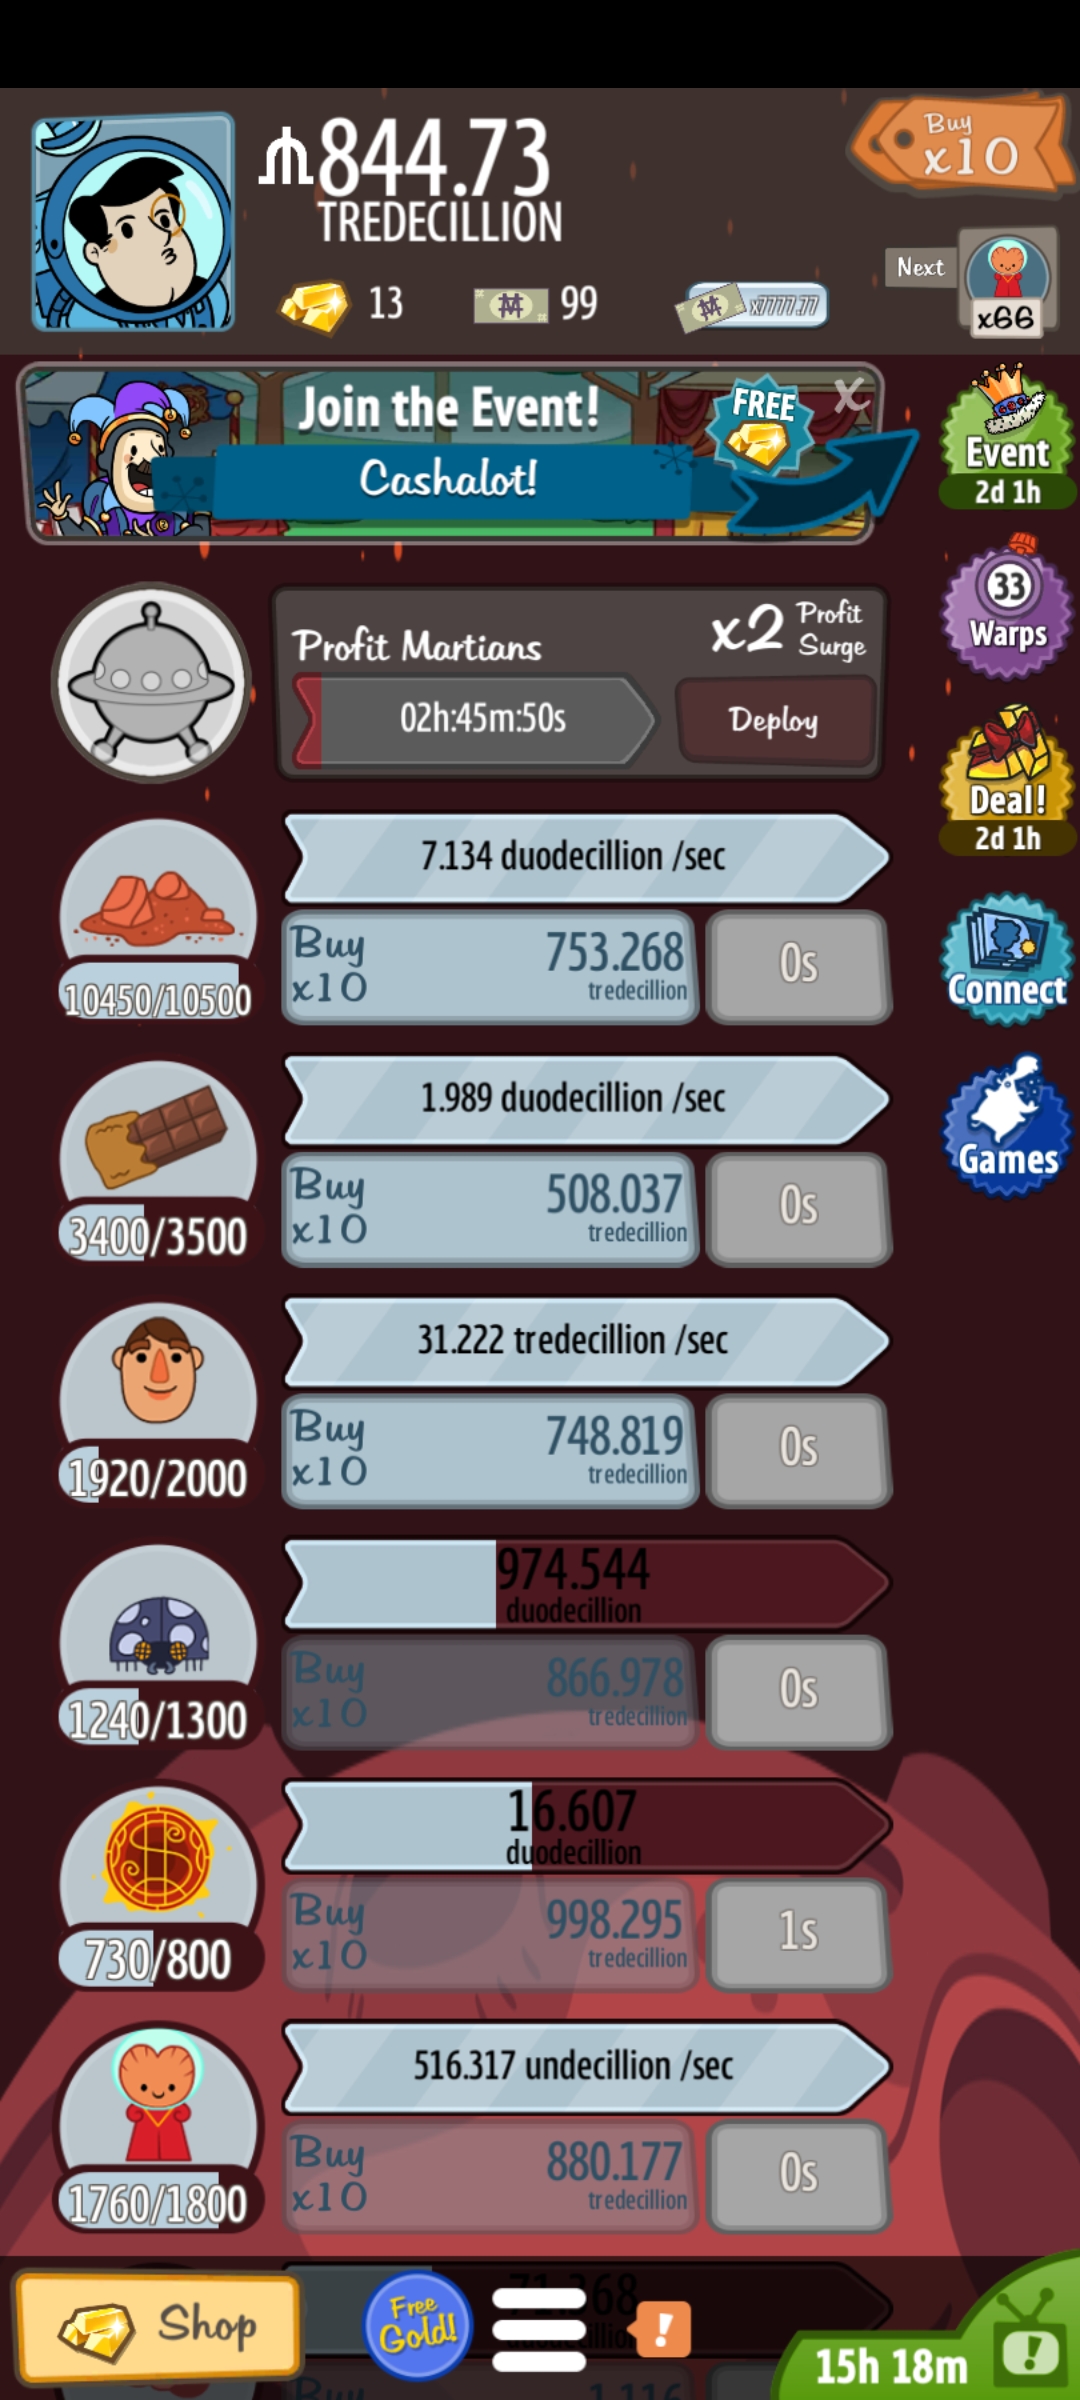 844.73
TREDECILLION
Buy
x10
13
99
x7777.77
Next
x66
Join the Event!
FREE
X
Cashalot!
Event
2d 1h
33
Warps
Profit Martians
x2 Profit Surge
02h:45m:50s
Deploy
Deal!
2d 1h
7.134 duodecillion /sec
Buy x10
753.268
tredecillion
0s
10450/10500
Connect
1.989 duodecillion /sec
Buy x10
508.037
tredecillion
0s
3400/3500
Games
31.222 tredecillion /sec
Buy x10
748.819
tredecillion
0s
1920/2000
974.544
duodecillion
Buy x10
866.978
tredecillion
0s
1240/1300
16.607
duodecillion
Buy x10
998.295
tredecillion
1s
730/800
516.317 undecillion /sec
Buy x10
880.177
tredecillion
0s
1760/1800
Shop
Free
Gold!
!
15h 18m
!
Buy
1.116